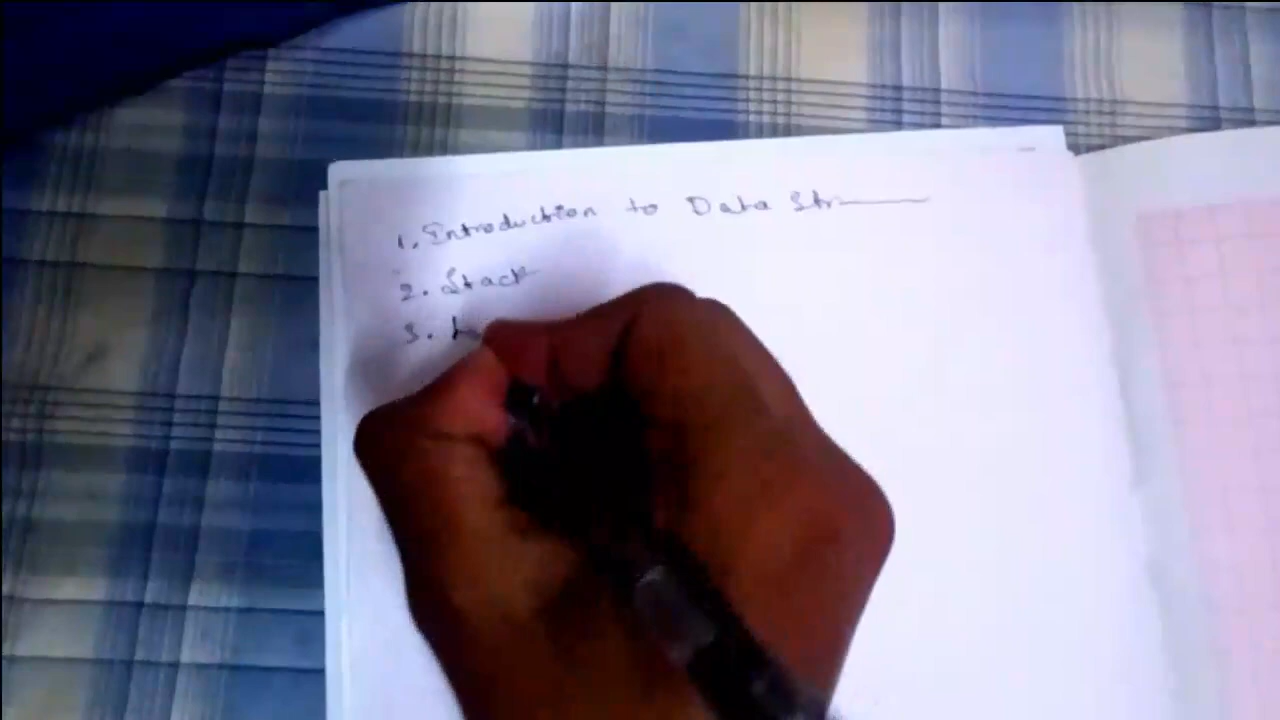 1. Introduction to Data Str
2. Stack
3.